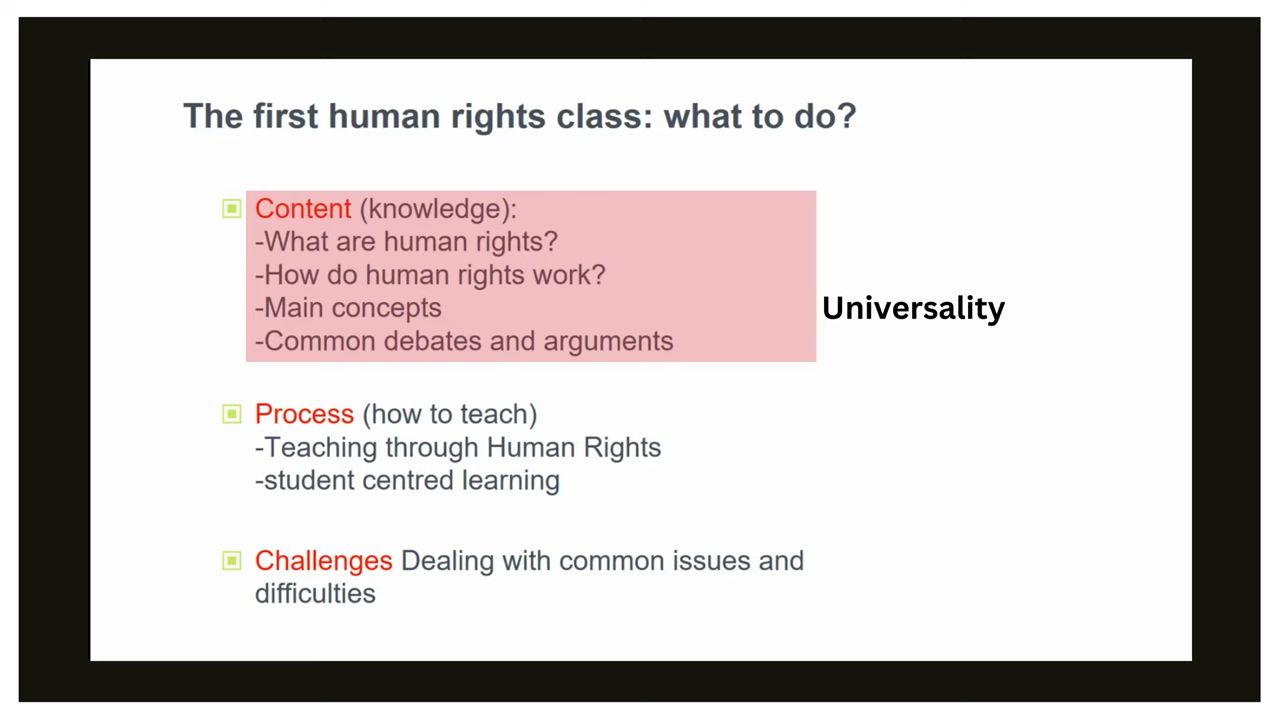 The first human rights class: what to do?
Content (knowledge):
-What are human rights?
-How do human rights work?
-Main concepts
-Common debates and arguments
Universality
Process (how to teach)
-Teaching through Human Rights
-student centred learning
Challenges Dealing with common issues and
difficulties